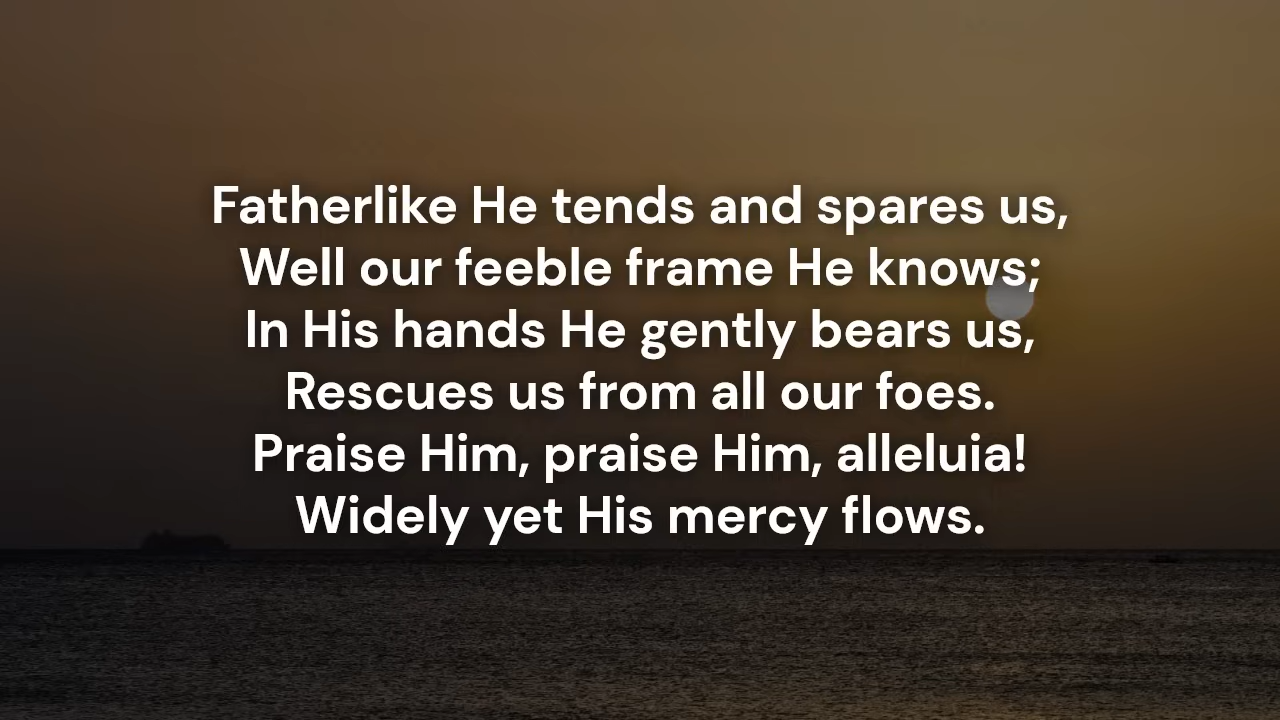 Fatherlike He tends and spares us,
Well our feeble frame He knows;
In His hands He gently bears us,
Rescues us from all our foes.
Praise Him, praise Him, alleluia!
Widely yet His mercy flows.